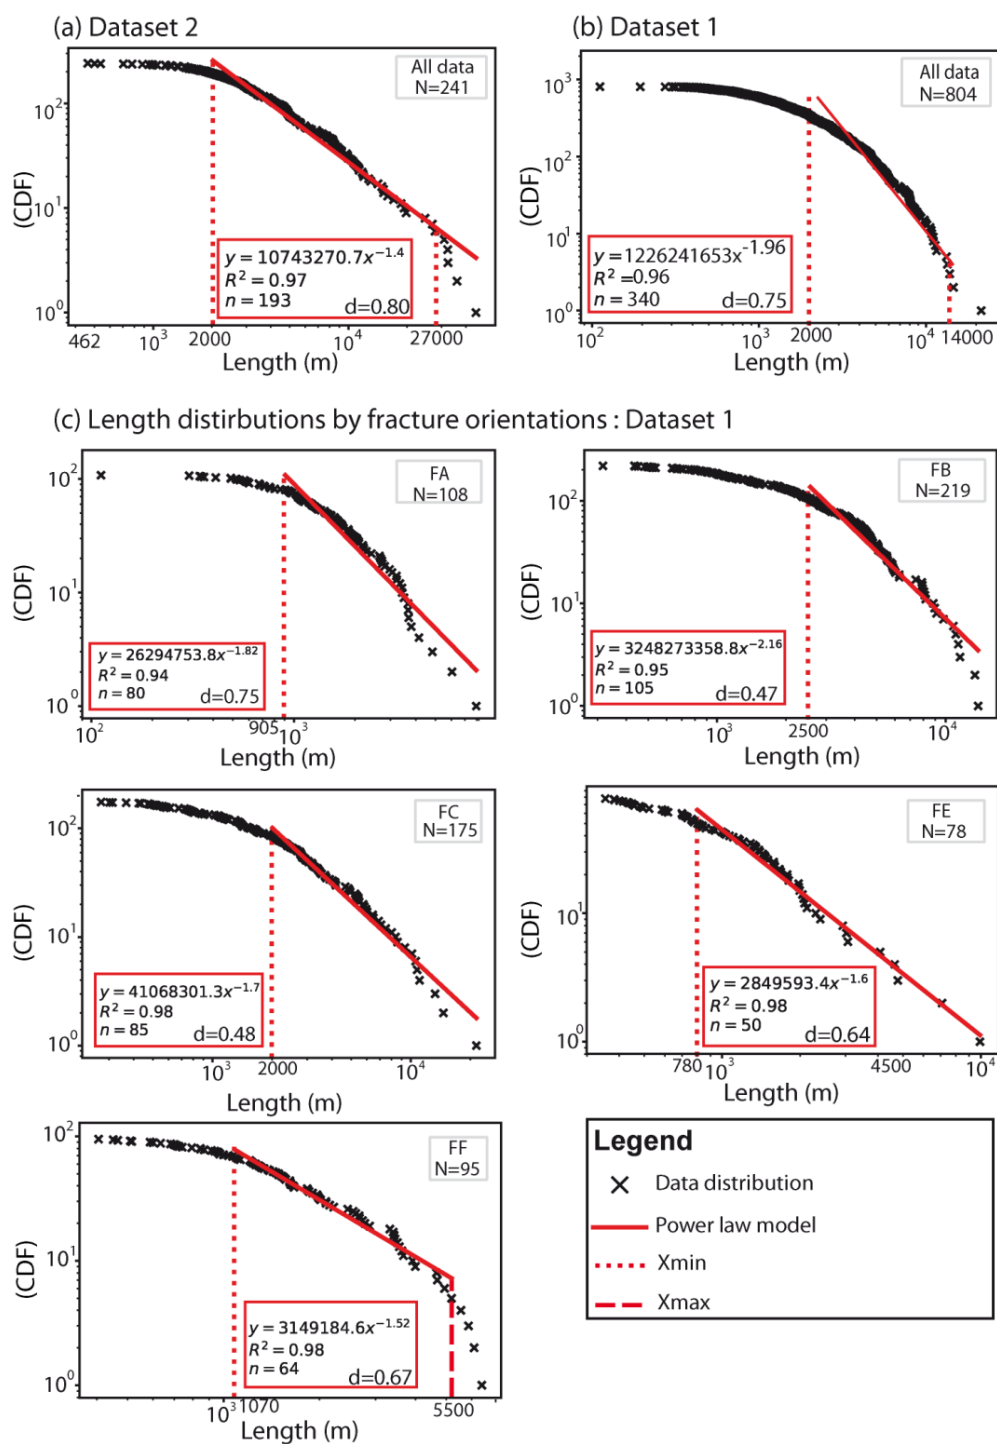 (a) Dataset 2
All data
N=241
10²
10¹
10⁰
(CDF)
y = 10743270.7x⁻¹·⁴
R² = 0.97
n = 193
d=0.80
462
10³
2000
10⁴
27000
Length (m)
(b) Dataset 1
All data
N=804
10³
10²
10¹
10⁰
(CDF)
y = 1226241653x⁻¹·⁹⁶
R² =0.96
n = 340
d=0.75
10²
10³
2000
10⁴
14000
Length (m)
(c) Length distirbutions by fracture orientations : Dataset 1
FA
N=108
10²
10¹
10⁰
(CDF)
y = 26294753.8x⁻¹·⁸²
R² = 0.94
n = 80
d=0.75
10²
905
10³
Length (m)
FB
N=219
10²
10¹
10⁰
(CDF)
y = 3248273358.8x⁻²·¹⁶
R² = 0.95
n = 105
d=0.47
10³
2500
10⁴
Length (m)
FC
N=175
10²
10¹
10⁰
(CDF)
y = 41068301.3x⁻¹·⁷
R² = 0.98
n = 85
d=0.48
10³
2000
10⁴
Length (m)
FE
N=78
10¹
10⁰
(CDF)
y = 2849593.4x⁻¹·⁶
R² = 0.98
n = 50
d=0.64
780
10³
4500
10⁴
Length (m)
FF
N=95
10²
10¹
10⁰
(CDF)
y = 3149184.6x⁻¹·⁵²
R² = 0.98
n = 64
d=0.67
10³
1070
5500
Length (m)
Legend
Data distribution
Power law model
Xmin
Xmax